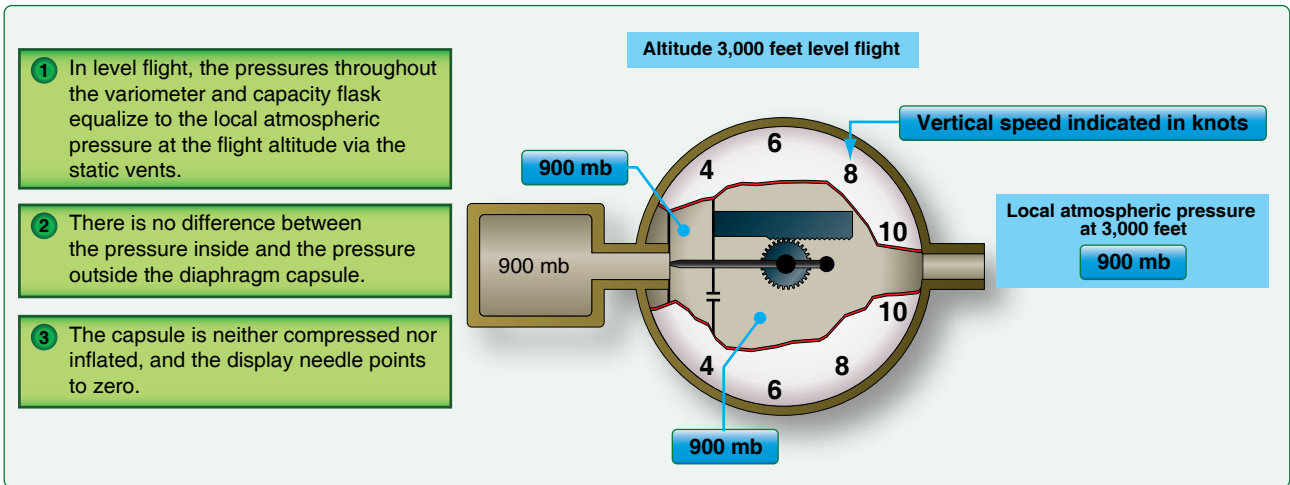 1 In level flight, the pressures throughout
the variometer and capacity flask
equalize to the local atmospheric
pressure at the flight altitude via the
static vents.
2 There is no difference between
the pressure inside and the pressure
outside the diaphragm capsule.
3 The capsule is neither compressed nor
inflated, and the display needle points
to zero.
Altitude 3,000 feet level flight
Vertical speed indicated in knots
900 mb
6
4
8
10
900 mb
10
4
8
6
900 mb
Local atmospheric pressure
at 3,000 feet
900 mb